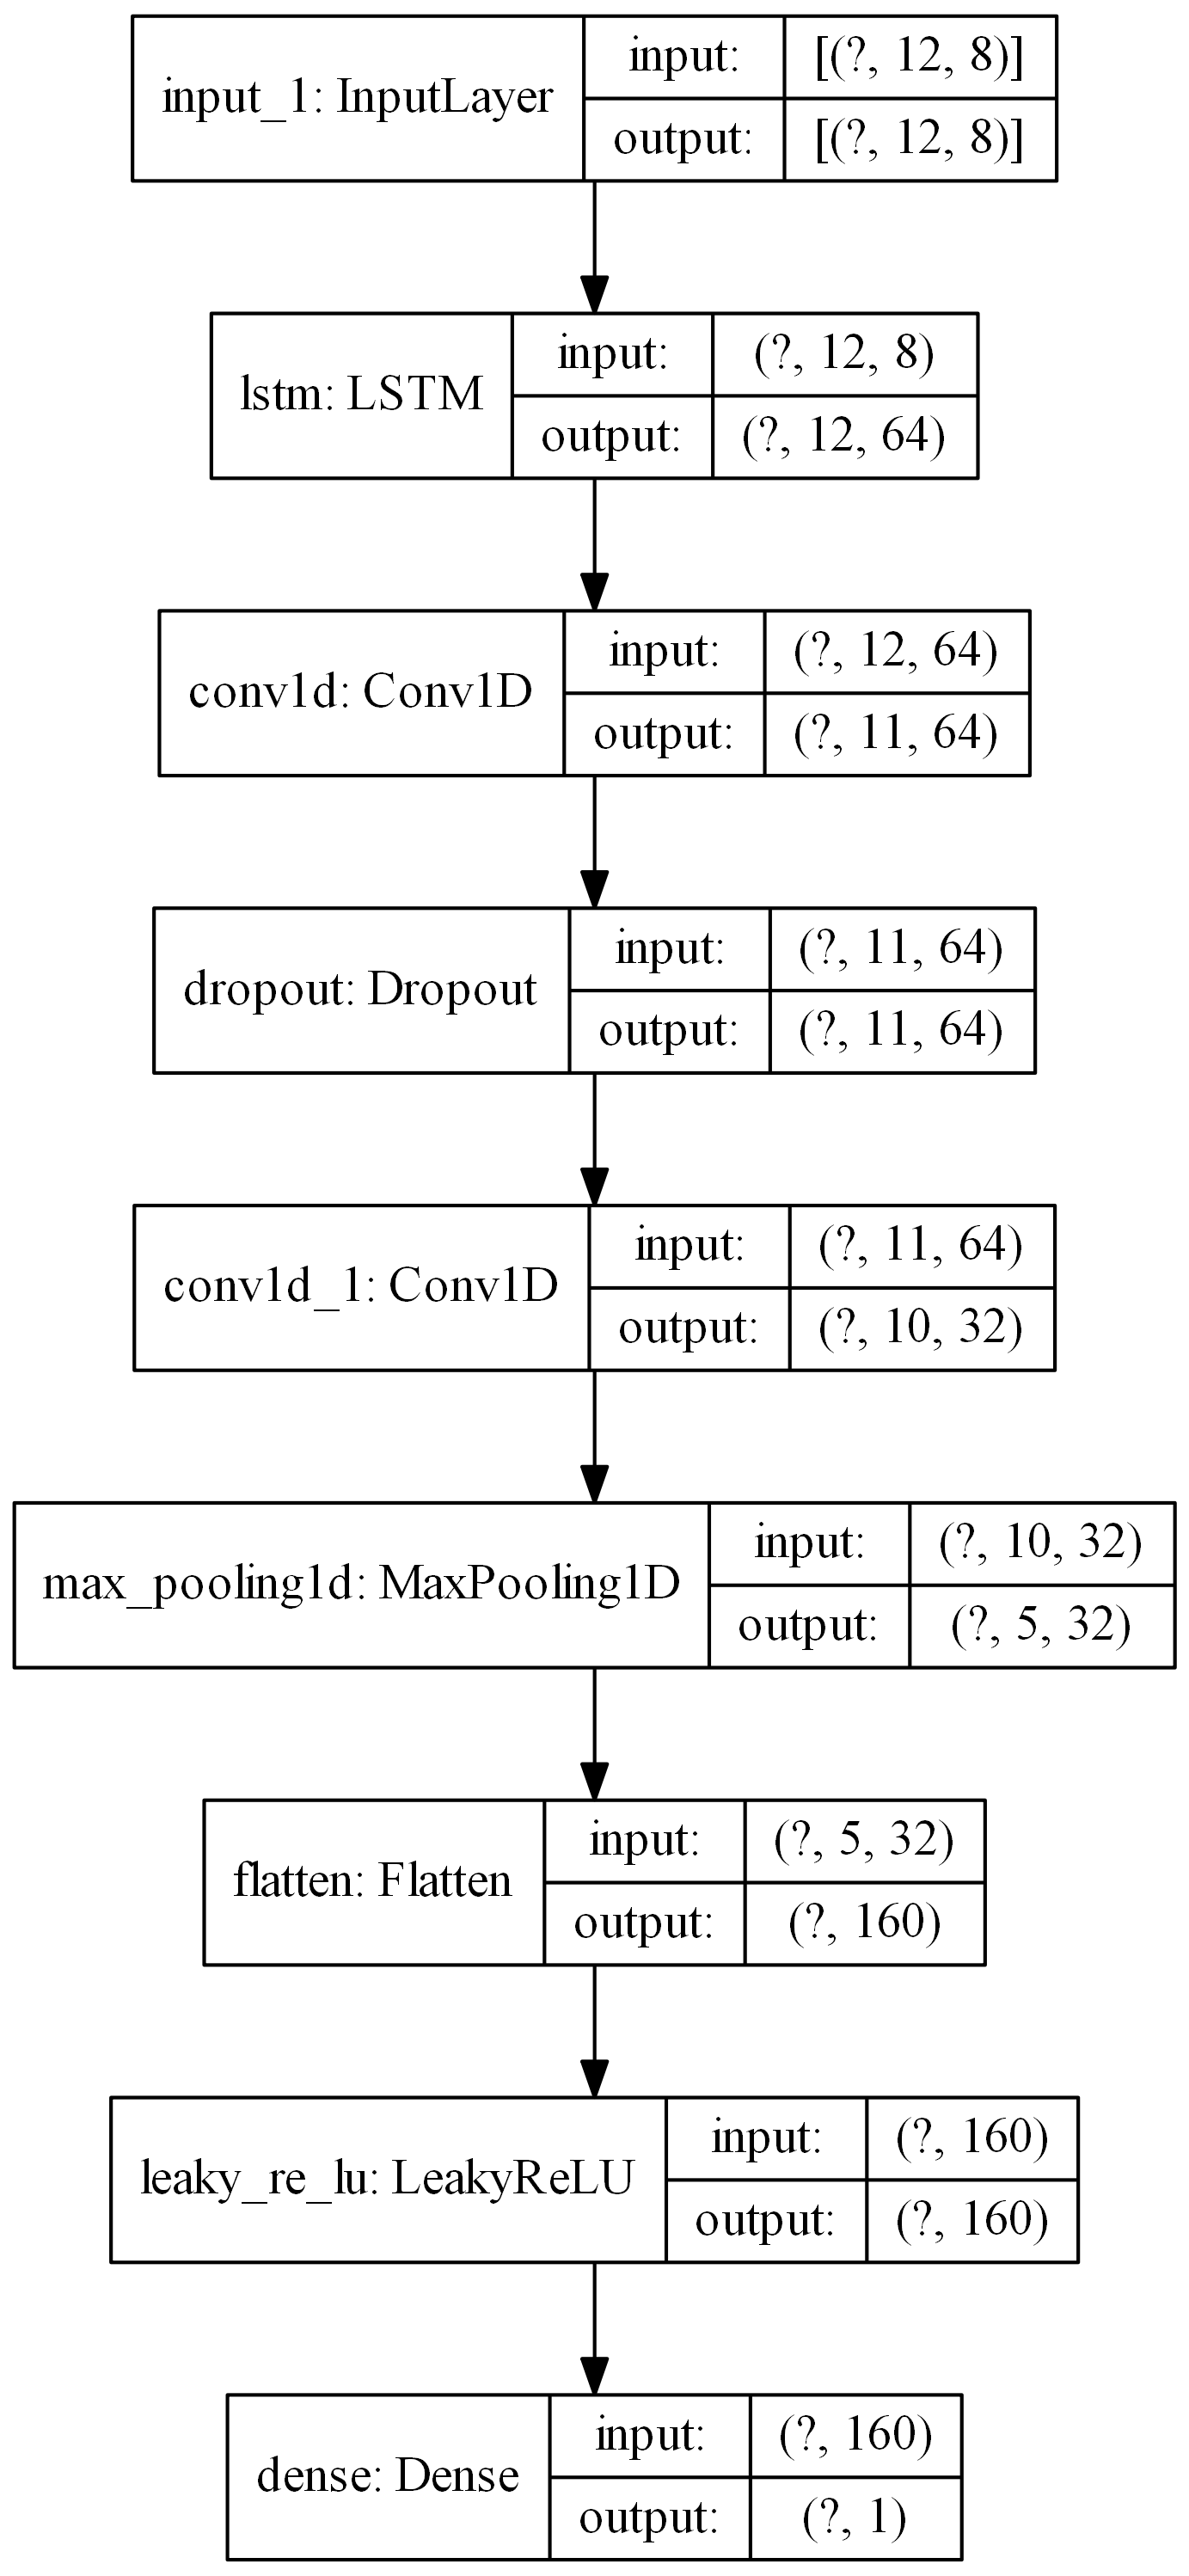 input_1: InputLayer
input: [(?, 12, 8)]
output: [(?, 12, 8)]
lstm: LSTM
input: (?, 12, 8)
output: (?, 12, 64)
conv1d: Conv1D
input: (?, 12, 64)
output: (?, 11, 64)
dropout: Dropout
input: (?, 11, 64)
output: (?, 11, 64)
conv1d_1: Conv1D
input: (?, 11, 64)
output: (?, 10, 32)
max_pooling1d: MaxPooling1D
input: (?, 10, 32)
output: (?, 5, 32)
flatten: Flatten
input: (?, 5, 32)
output: (?, 160)
leaky_re_lu: LeakyReLU
input: (?, 160)
output: (?, 160)
dense: Dense
input: (?, 160)
output: (?, 1)